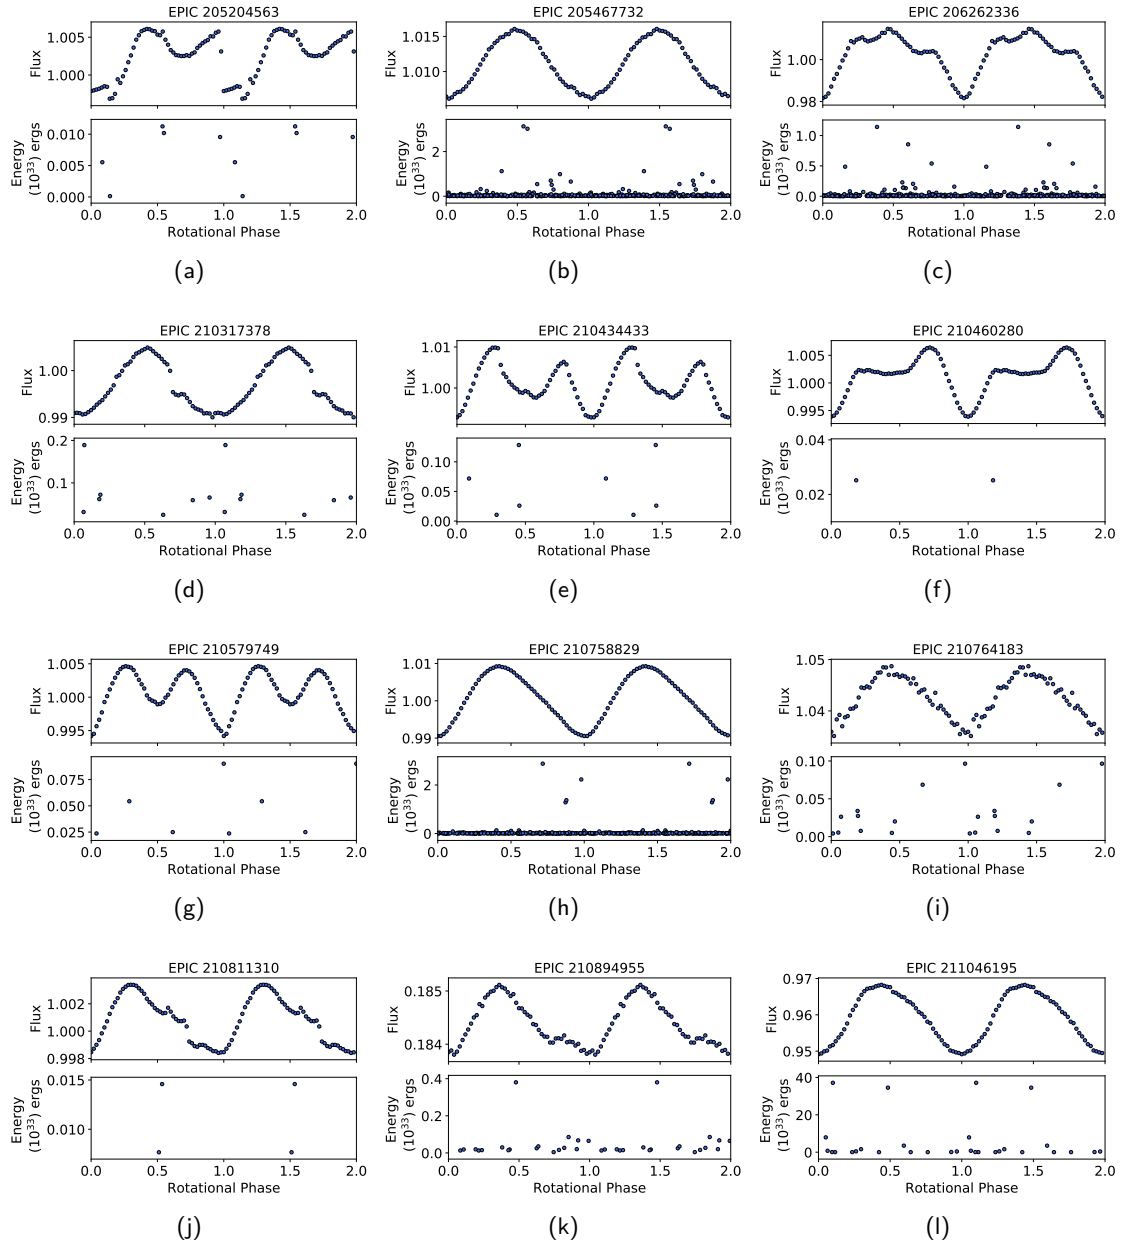 EPIC 205204563 EPIC 205467732 EPIC 206262336
1.005 1.015 1.00
1.000 1.010 0.98
Flux Flux Flux
0.010 2 1.0
0.005 0 0.5
0.000 0.0
Energy (10^33) ergs Energy (10^33) ergs Energy (10^33) ergs
0.0 0.5 1.0 1.5 2.0 0.0 0.5 1.0 1.5 2.0 0.0 0.5 1.0 1.5 2.0
Rotational Phase Rotational Phase Rotational Phase
(a) (b) (c)
EPIC 210317378 EPIC 210434433 EPIC 210460280
1.00 1.01 1.005
0.99 1.00 1.000
0.995
Flux Flux Flux
0.2 0.10 0.04
0.1 0.05 0.02
0.00
Energy (10^33) ergs Energy (10^33) ergs Energy (10^33) ergs
0.0 0.5 1.0 1.5 2.0 0.0 0.5 1.0 1.5 2.0 0.0 0.5 1.0 1.5 2.0
Rotational Phase Rotational Phase Rotational Phase
(d) (e) (f)
EPIC 210579749 EPIC 210758829 EPIC 210764183
1.005 1.01 1.05
1.000 1.00 1.04
0.995 0.99
Flux Flux Flux
0.075 2 0.10
0.050 0 0.05
0.025 0.00
Energy (10^33) ergs Energy (10^33) ergs Energy (10^33) ergs
0.0 0.5 1.0 1.5 2.0 0.0 0.5 1.0 1.5 2.0 0.0 0.5 1.0 1.5 2.0
Rotational Phase Rotational Phase Rotational Phase
(g) (h) (i)
EPIC 210811310 EPIC 210894955 EPIC 211046195
1.002 0.185 0.97
1.000 0.184 0.96
0.998 0.95
Flux Flux Flux
0.015 0.4 40
0.010 0.2 20
0.0 0
Energy (10^33) ergs Energy (10^33) ergs Energy (10^33) ergs
0.0 0.5 1.0 1.5 2.0 0.0 0.5 1.0 1.5 2.0 0.0 0.5 1.0 1.5 2.0
Rotational Phase Rotational Phase Rotational Phase
(j) (k) (l)